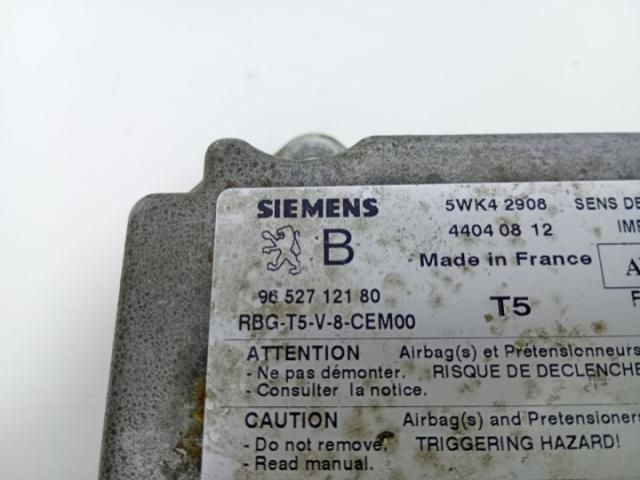 SIEMENS 5WK4 2908 SENS DE
B 4404 08 12 IMP
Made in France
96 527 121 80 T5 F
RBG-T5-V-8-CEM00
ATTENTION Airbag(s) et Prétensionneurs
- Ne pas démonter. RISQUE DE DECLENCHE
- Consulter la notice.
CAUTION Airbag(s) and Pretensioner
- Do not remove. TRIGGERING HAZARD!
- Read manual.